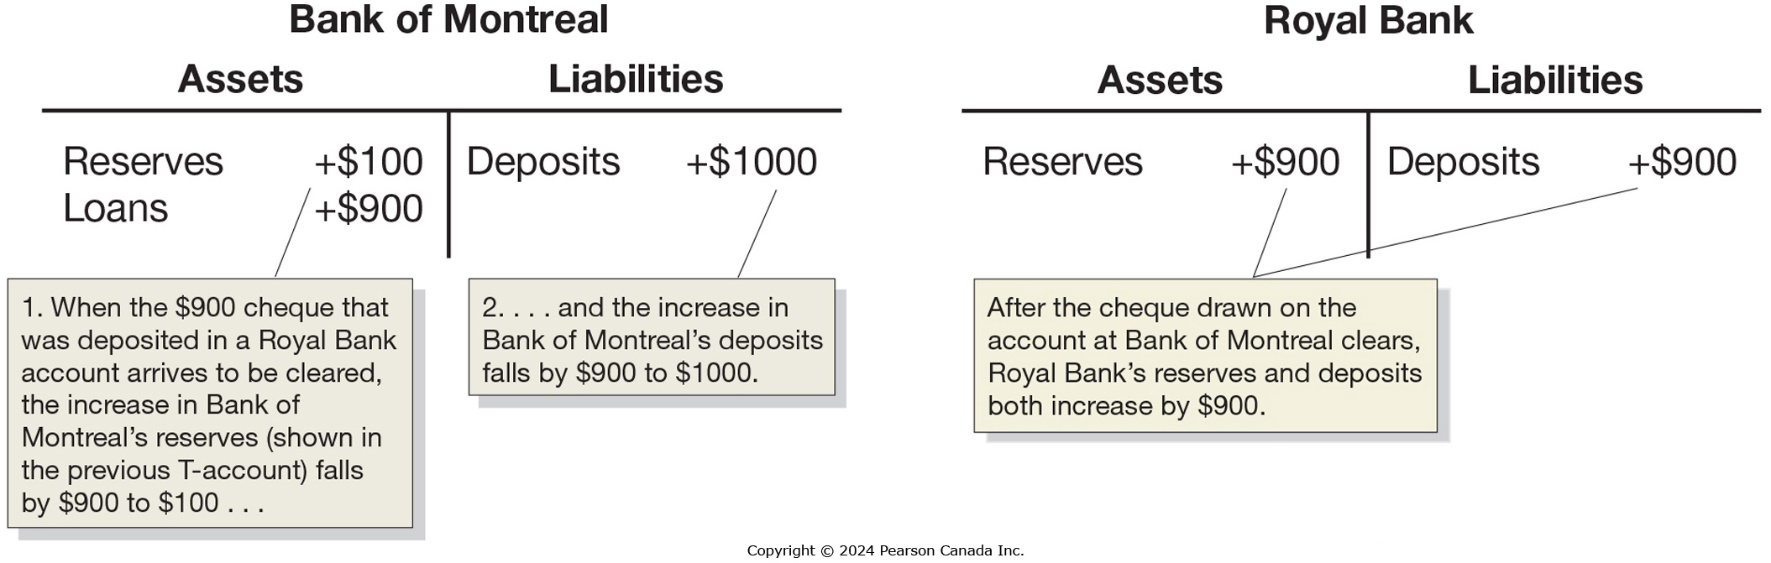 Bank of Montreal
Assets Liabilities
Reserves +$100 Deposits +$1000
Loans +$900
1. When the $900 cheque that
was deposited in a Royal Bank
account arrives to be cleared,
the increase in Bank of
Montreal’s reserves (shown in
the previous T-account) falls
by $900 to $100 . . .
2. . . . and the increase in
Bank of Montreal’s deposits
falls by $900 to $1000.
Royal Bank
Assets Liabilities
Reserves +$900 Deposits +$900
After the cheque drawn on the
account at Bank of Montreal clears,
Royal Bank’s reserves and deposits
both increase by $900.
Copyright © 2024 Pearson Canada Inc.